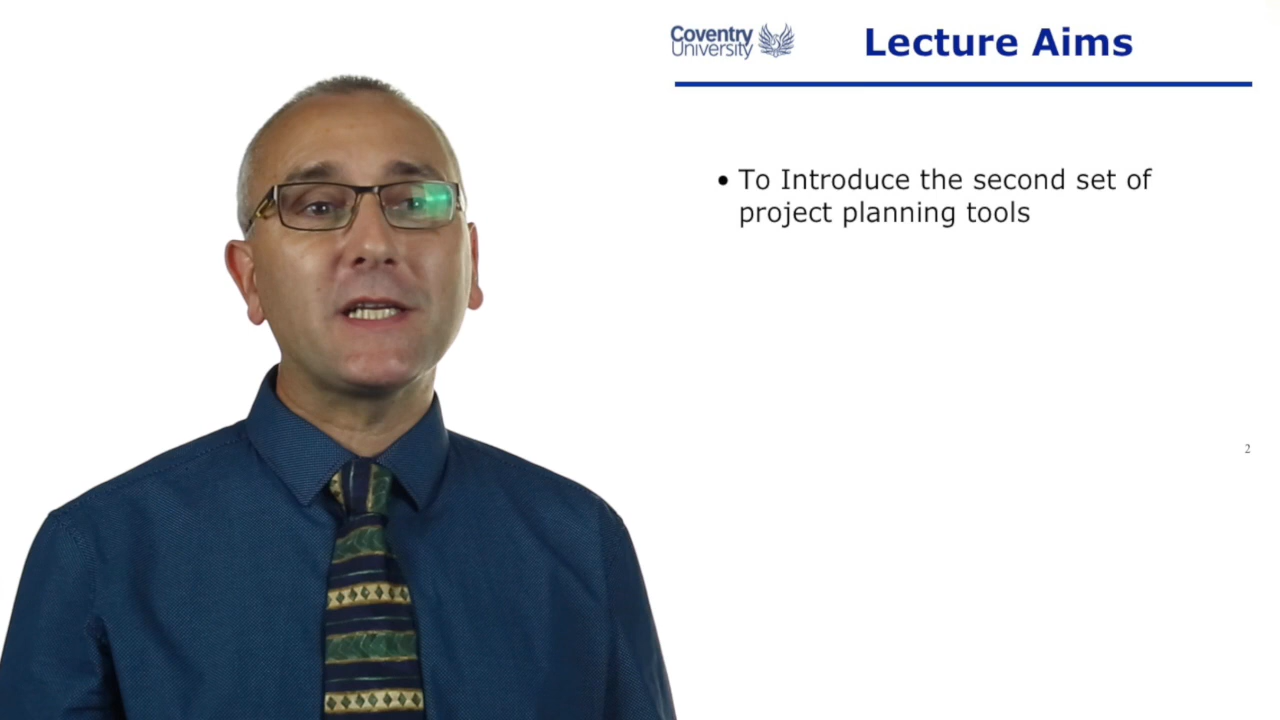 Coventry
University
Lecture Aims
• To Introduce the second set of
project planning tools
2